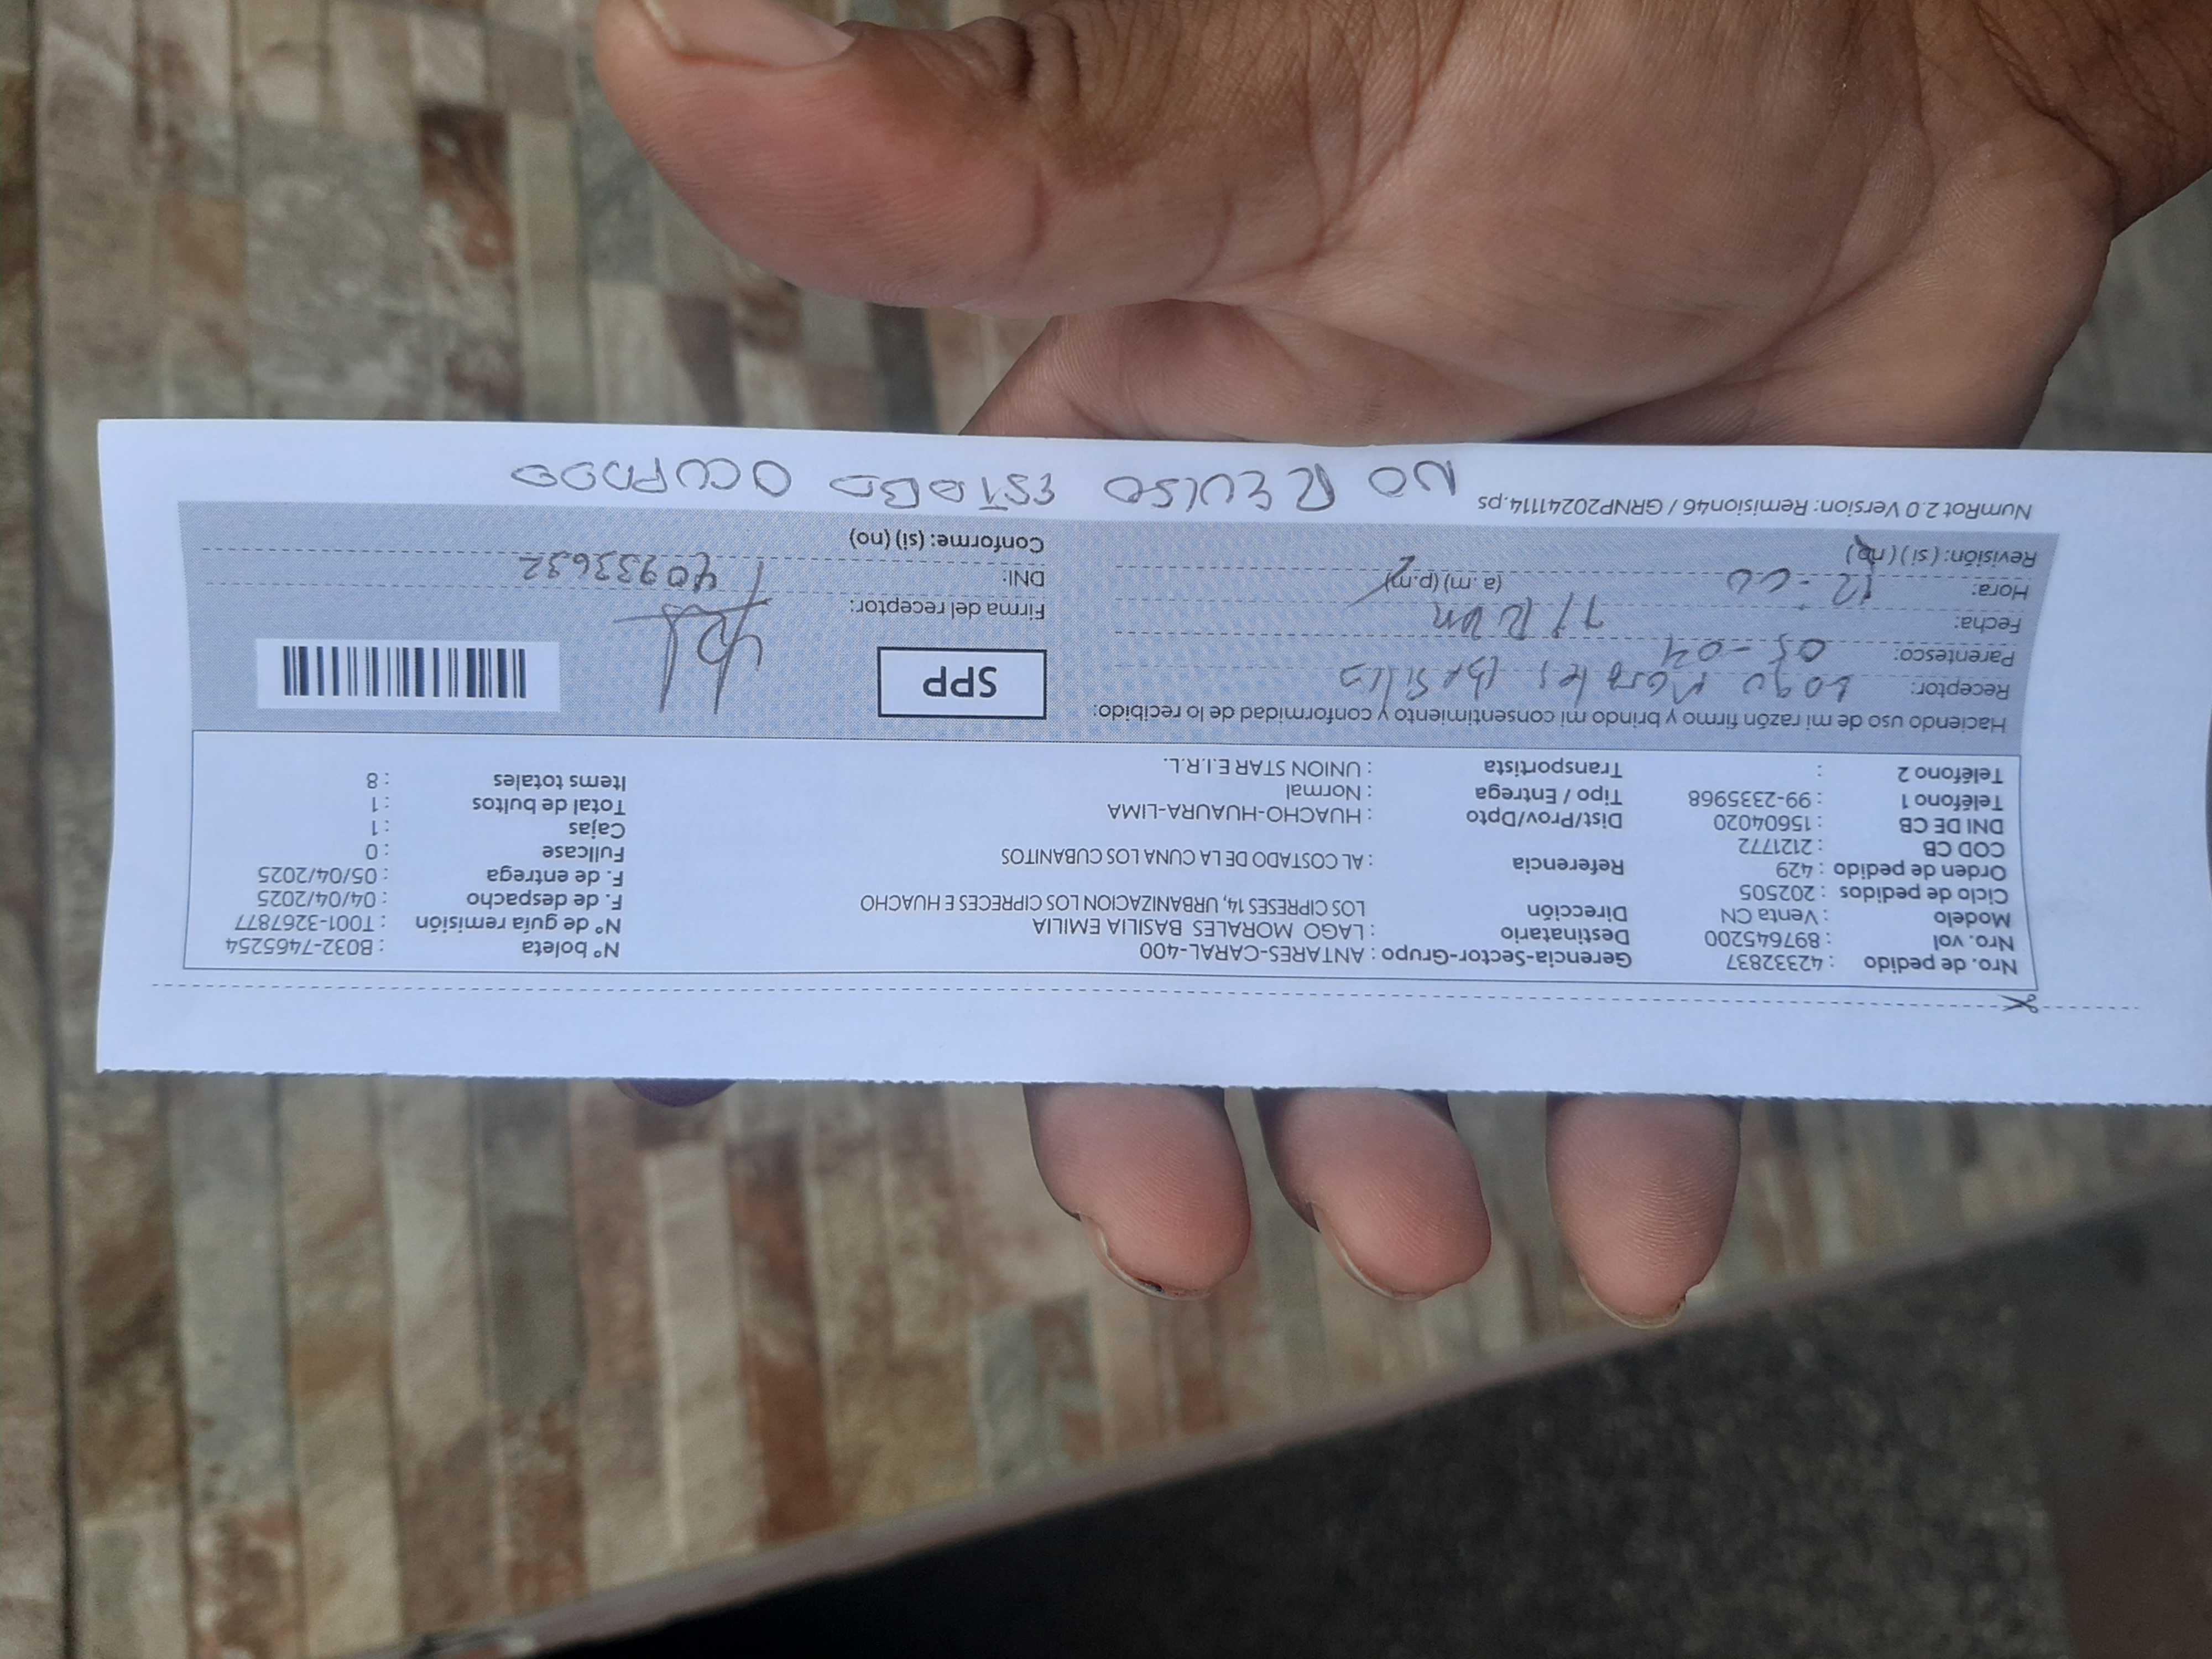 Nro. de pedido : 42332837 Gerencia-Sector-Grupo : ANTARES-CARAL-400 N° boleta : B032-7465254
Nro. vol : 897645200 Destinatario : LAGO MORALES BASILIA EMILIA N° de guía remisión : T001-3267877
Modelo : Venta CN Dirección LOS CIPRESES 14, URBANIZACION LOS CIPRECES E HUACHO F. de despacho : 04/04/2025
Ciclo de pedidos : 202505 F. de entrega : 05/04/2025
Orden de pedido : 429 Referencia : AL COSTADO DE LA CUNA LOS CUBANITOS Fullcase : 0
COD CB : 2121772 Cajas : 1
DNI DE CB : 15604020 Dist/Prov/Dpto : HUACHO-HUAURA-LIMA Total de bultos : 1
Teléfono 1 : 99-2335968 Tipo / Entrega : Normal Items totales : 8
Teléfono 2 : Transportista : UNION STAR E.I.R.L.
Haciendo uso de mi razón firmo y brindo mi consentimiento y conformidad de lo recibido:
SPP
Receptor: Lago Morales Basilia
Parentesco:
05-04
Fecha: Firma del receptor:
Hora: 12-00 (a. m) (p.m) DNI: 40933632
Revisión: (si) (no) Conforme: (si) (no)
NumRot 2.0 Version: Remision46 / GRNP20241114.ps NO REVISO ESTABA OCUPADO